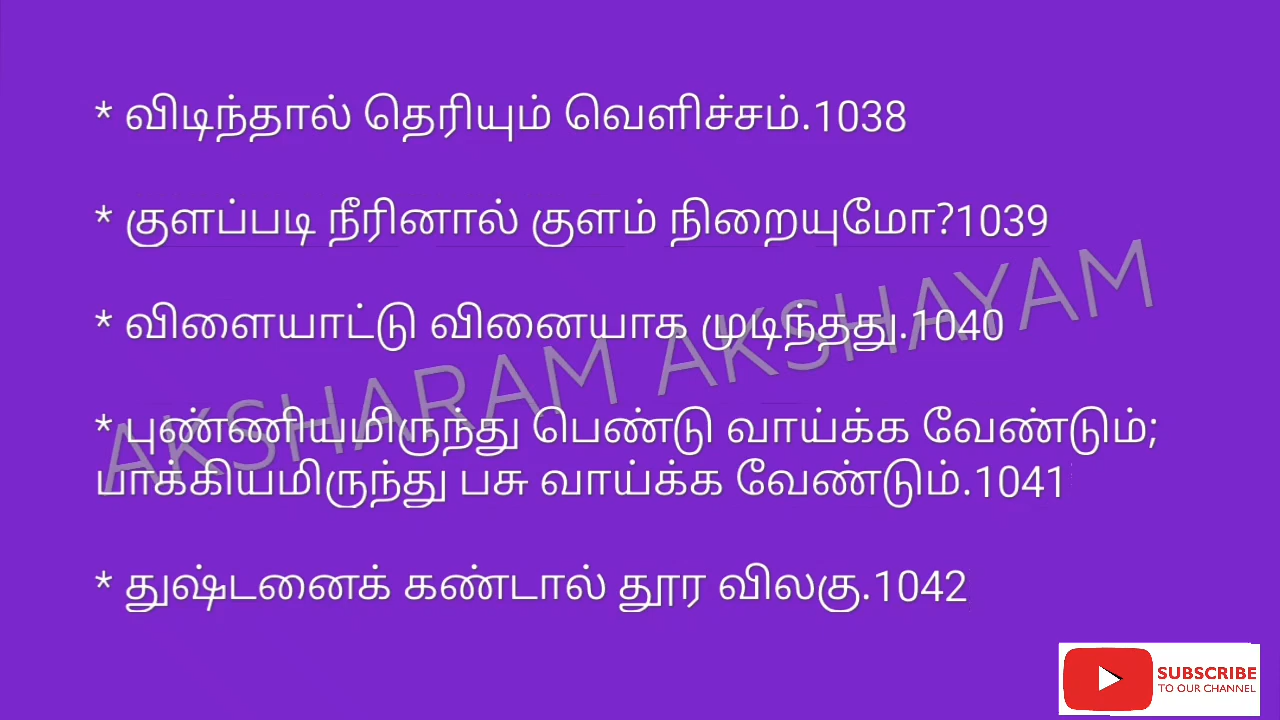 * விடிந்தால் தெரியும் வெளிச்சம்.1038
* குளப்படி நீரினால் குளம் நிறையுமோ?1039
* விளையாட்டு வினையாக முடிந்தது.1040
* புண்ணியமிருந்து பெண்டு வாய்க்க வேண்டும்;
பாக்கியமிருந்து பசு வாய்க்க வேண்டும்.1041
* துஷ்டனைக் கண்டால் தூர விலகு.1042
AKSHARAM AKSHAYAM
SUBSCRIBE
TO OUR CHANNEL